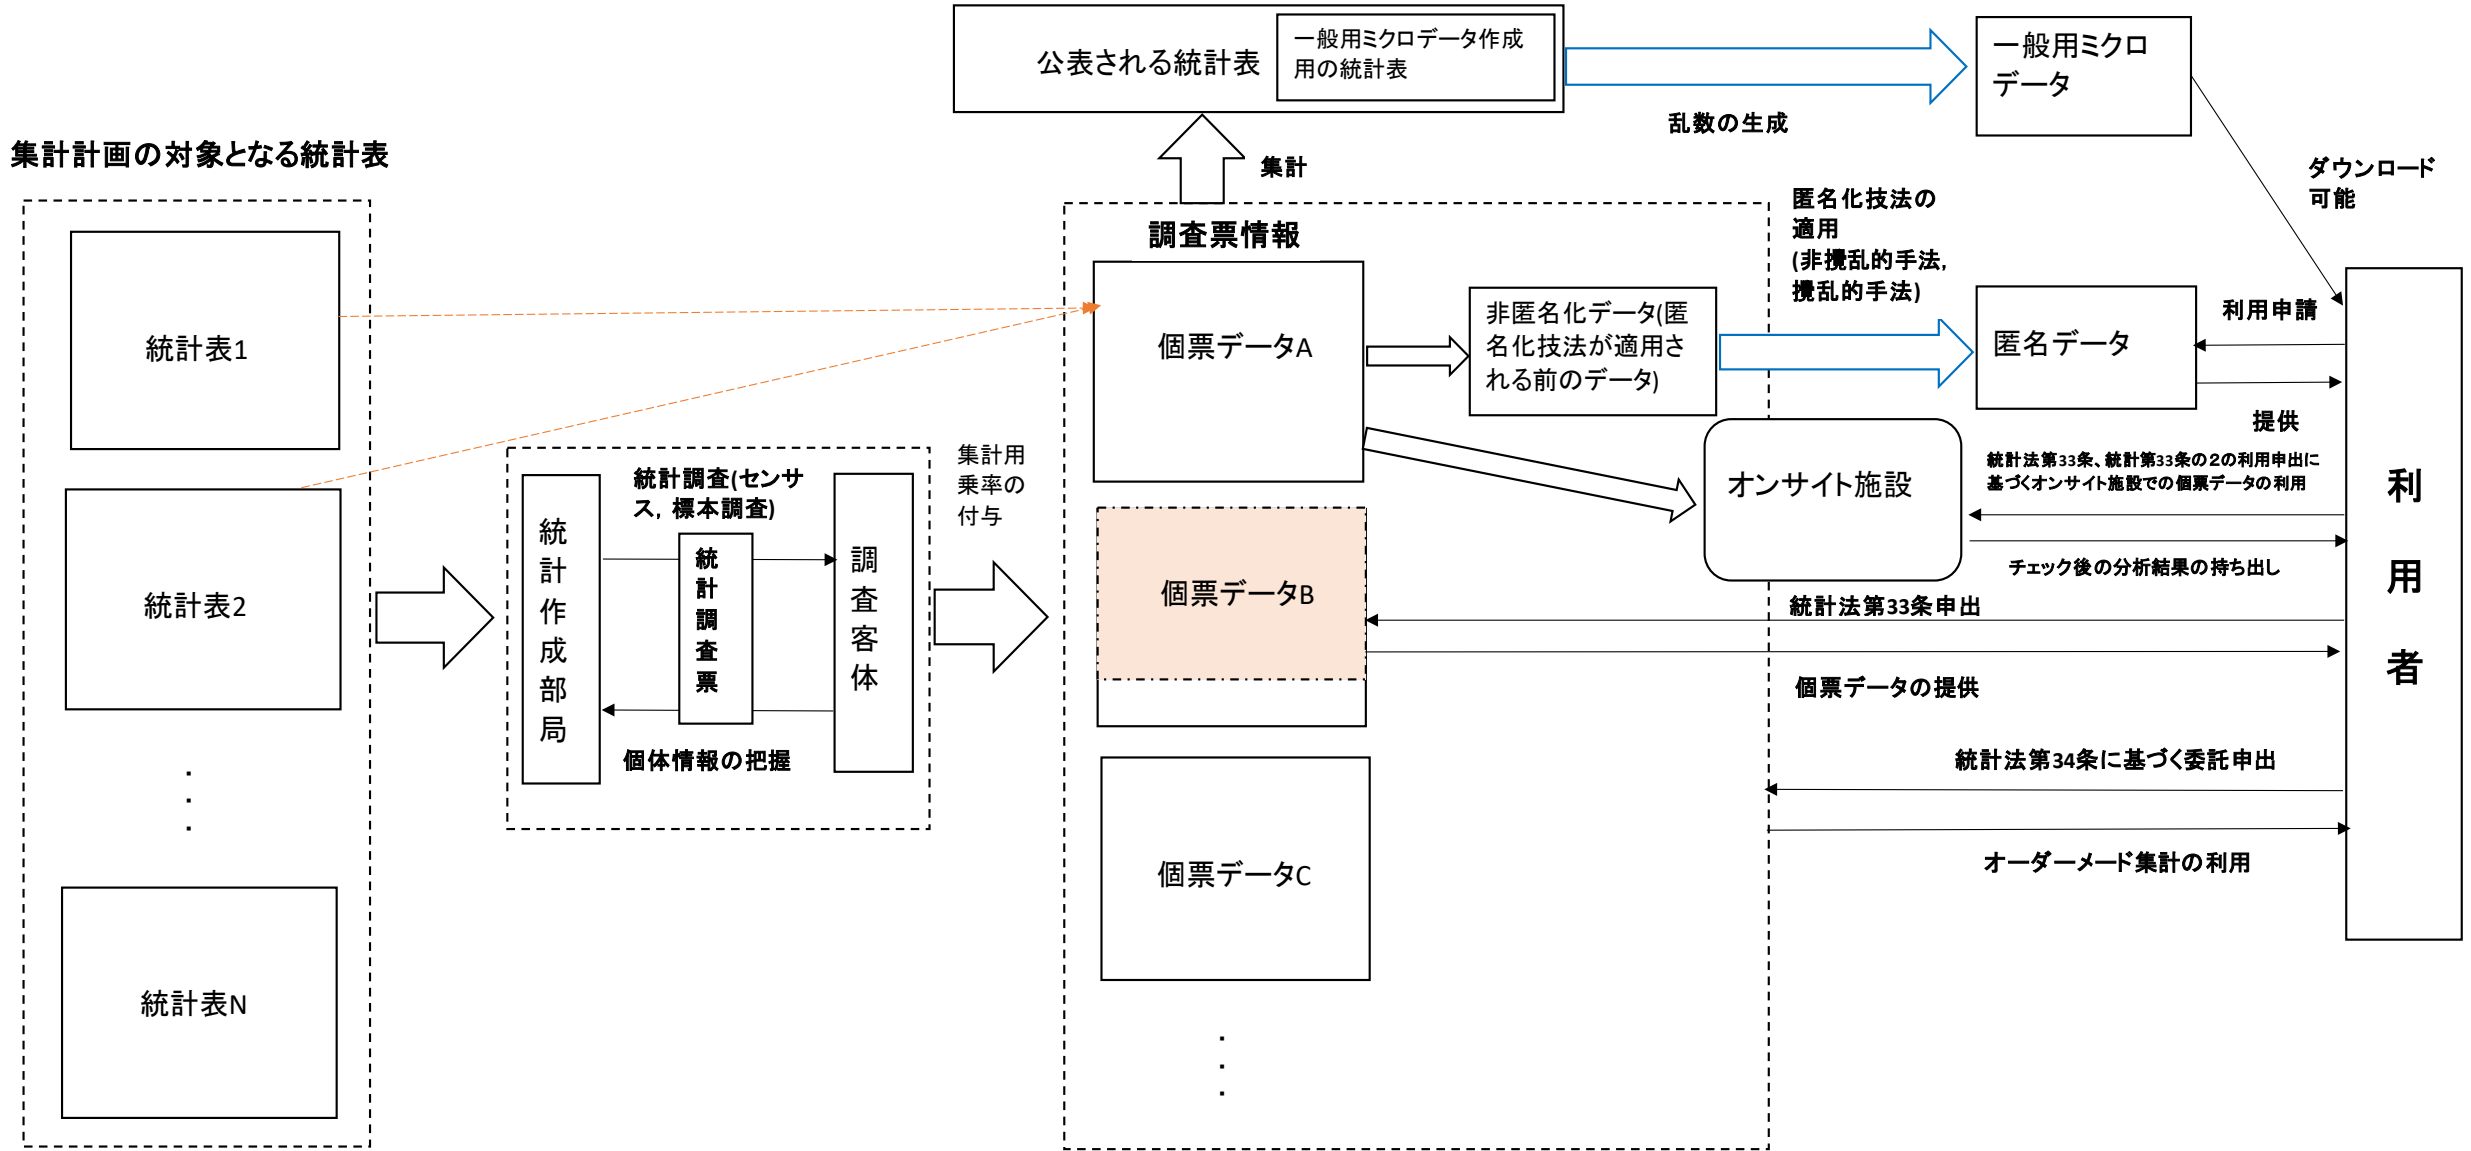 公表される統計表
一般用ミクロデータ作成
用の統計表
一般用ミクロ
データ
乱数の生成
集計
ダウンロード
可能
集計計画の対象となる統計表
統計表1
統計表2
・
・
・
統計表N
統計調査(センサ
ス, 標本調査)
統
計
作
成
部
局
統
計
調
査
票
調
査
客
体
個体情報の把握
集計用
乗率の
付与
調査票情報
個票データA
個票データB
個票データC
・
・
・
非匿名化データ(匿
名化技法が適用さ
れる前のデータ)
匿名化技法の
適用
(非攪乱的手法,
攪乱的手法)
匿名データ
利用申請
提供
オンサイト施設
統計法第33条、統計第33条の2の利用申出に
基づくオンサイト施設での個票データの利用
チェック後の分析結果の持ち出し
統計法第33条申出
個票データの提供
統計法第34条に基づく委託申出
オーダーメード集計の利用
利
用
者